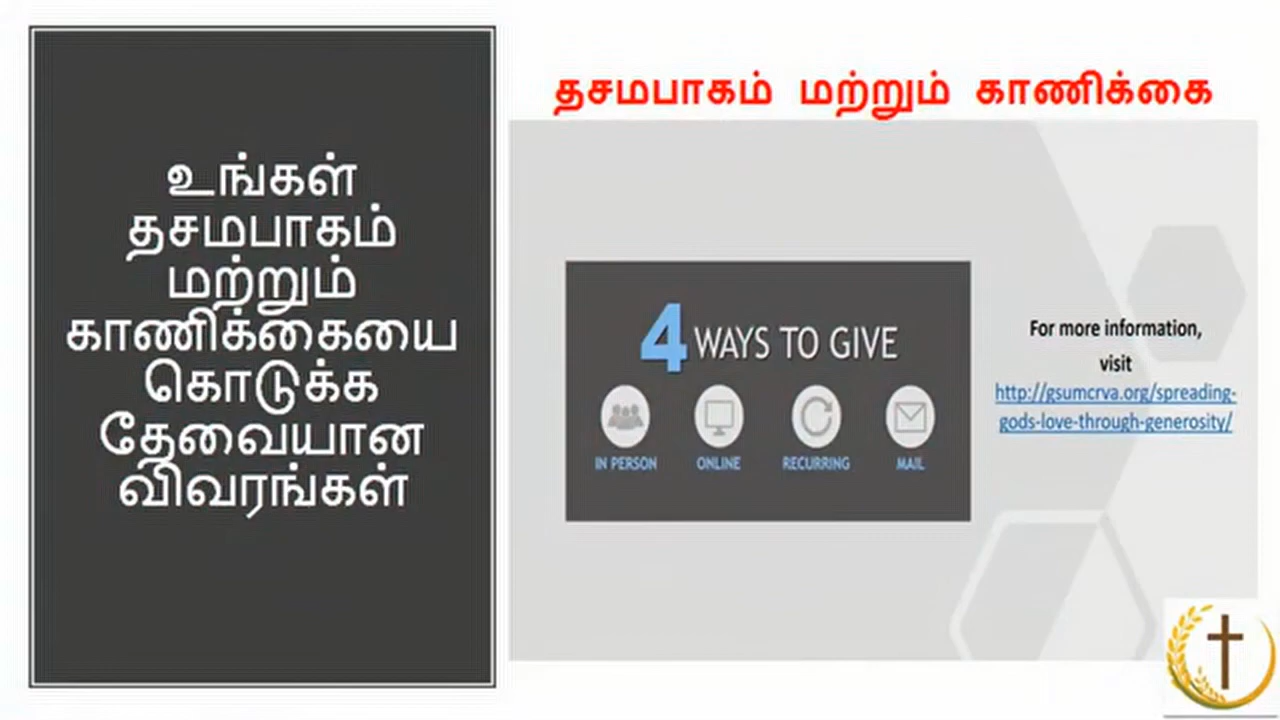 உங்கள்
தசமபாகம்
மற்றும்
காணிக்கையை
கொடுக்க
தேவையான
விவரங்கள்
தசமபாகம் மற்றும் காணிக்கை
4 WAYS TO GIVE
IN PERSON ONLINE RECURRING MAIL
For more information,
visit
http://gsumcrva.org/spreading-
gods-love-through-generosity/